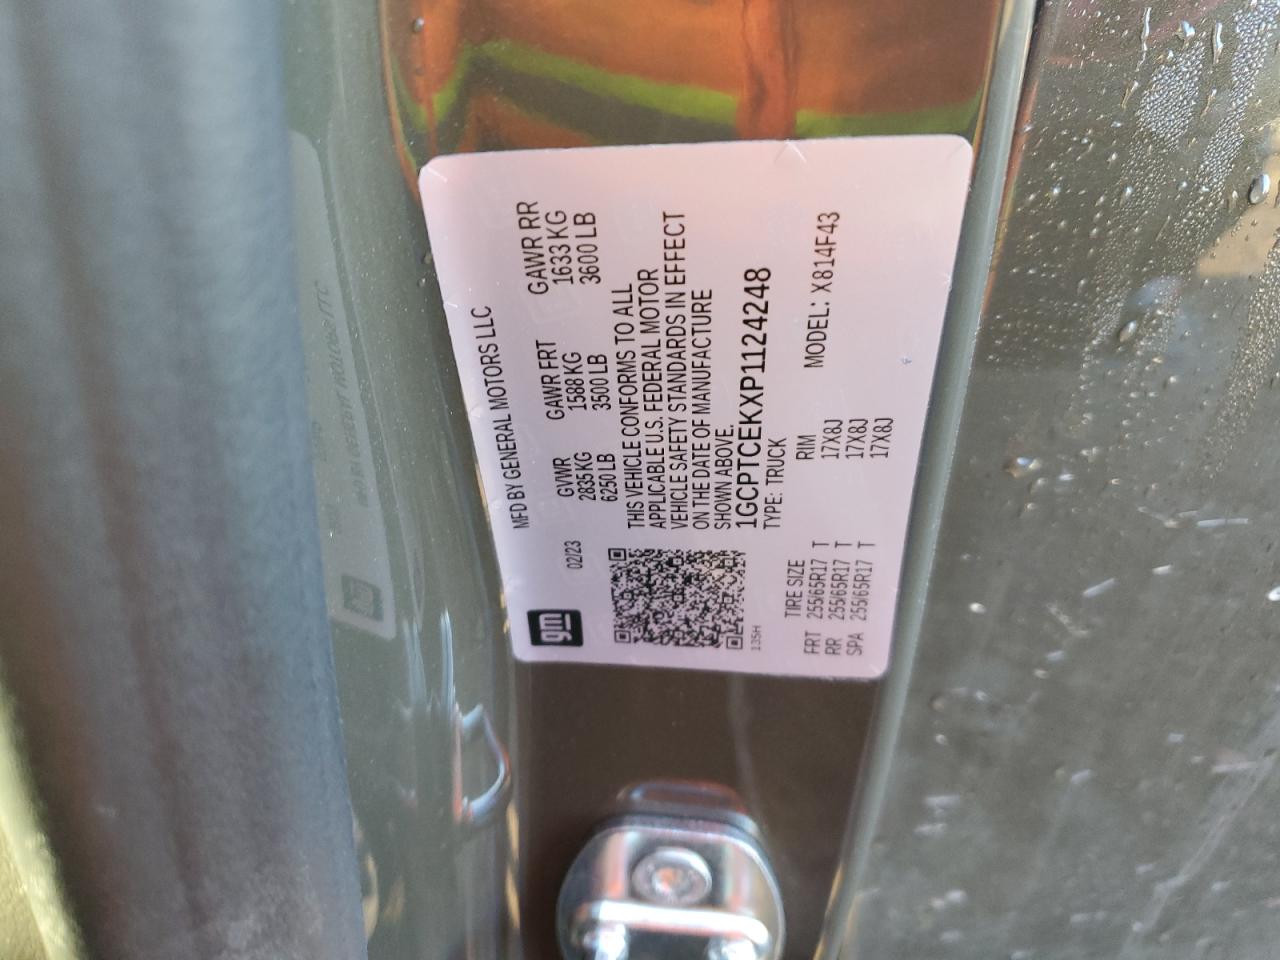 MFD BY GENERAL MOTORS LLC
gm
02/23
GVWR GAWR FRT GAWR RR
2835 KG 1588 KG 1633 KG
6250 LB 3500 LB 3600 LB
THIS VEHICLE CONFORMS TO ALL
APPLICABLE U.S. FEDERAL MOTOR
VEHICLE SAFETY STANDARDS IN EFFECT
ON THE DATE OF MANUFACTURE
SHOWN ABOVE.
1GCPTCEKXP1124248
135H
TYPE: TRUCK
TIRE SIZE RIM MODEL: X814F43
FRT 255/65R17 T 17X8J
RR 255/65R17 T 17X8J
SPA 255/65R17 T 17X8J